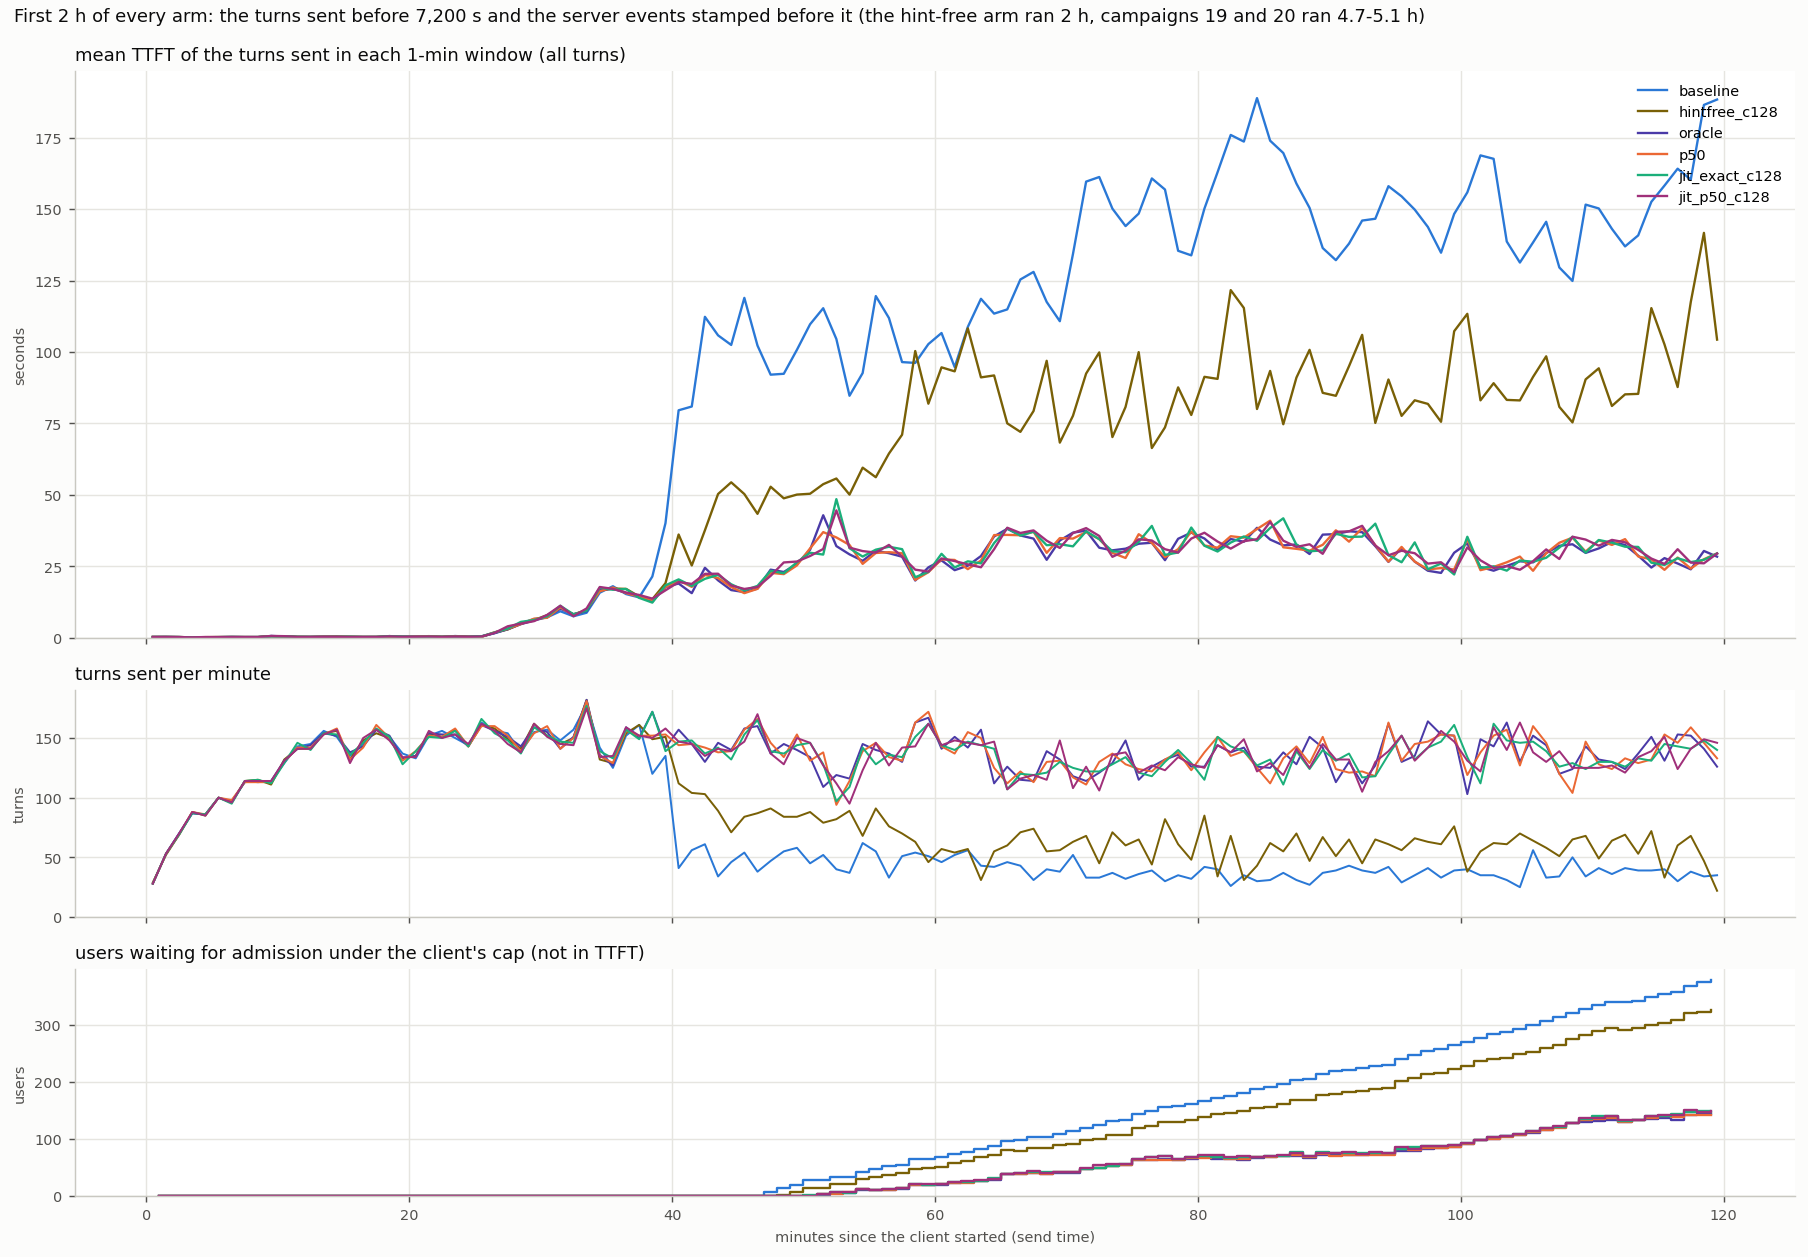 First 2 h of every arm: the turns sent before 7,200 s and the server events stamped before it (the hint-free arm ran 2 h, campaigns 19 and 20 ran 4.7-5.1 h)
mean TTFT of the turns sent in each 1-min window (all turns)
baseline
hintfree_c128
oracle
p50
jit_exact_c128
jit_p50_c128
175
150
125
100
75
50
25
0
seconds
turns sent per minute
150
100
50
0
turns
users waiting for admission under the client's cap (not in TTFT)
300
200
100
0
users
0 20 40 60 80 100 120
minutes since the client started (send time)